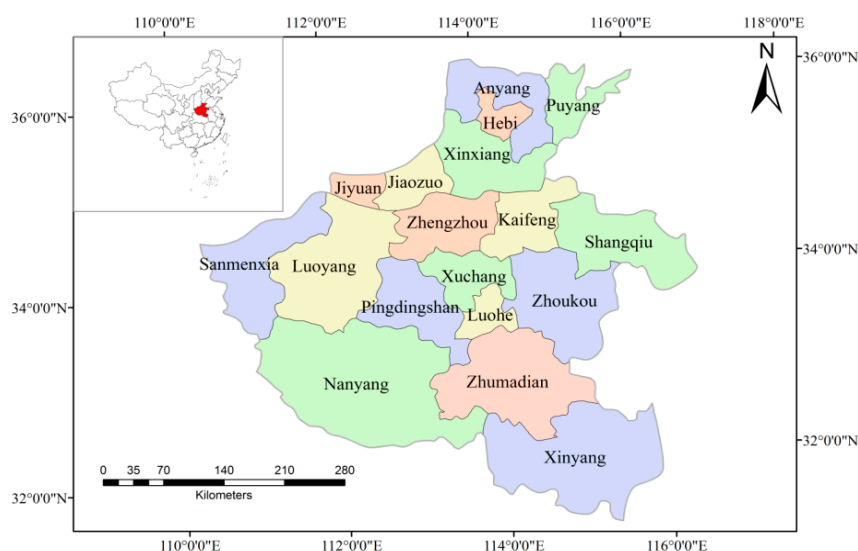 110°0'0"E 112°0'0"E 114°0'0"E 116°0'0"E 118°0'0"E
N
36°0'0"N
Anyang
Puyang
36°0'0"N
Hebi
Xinxiang
Jiyuan Jiaozuo
Zhengzhou Kaifeng
Shangqiu
34°0'0"N
Sanmenxia Luoyang Xuchang
34°0'0"N
Pingdingshan Luohe Zhoukou
Nanyang Zhumadian
32°0'0"N
Xinyang
0 35 70 140 210 280
Kilometers
32°0'0"N
110°0'0"E 112°0'0"E 114°0'0"E 116°0'0"E